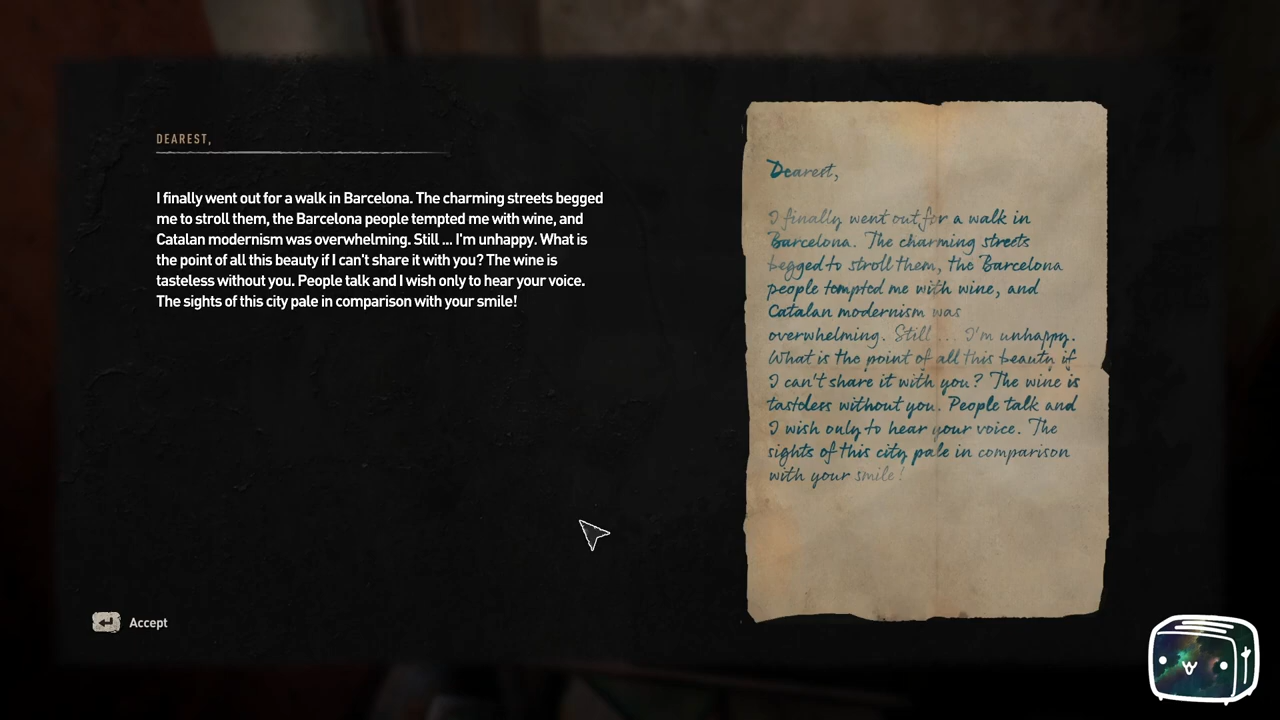 DEAREST,
I finally went out for a walk in Barcelona. The charming streets begged
me to stroll them, the Barcelona people tempted me with wine, and
Catalan modernism was overwhelming. Still ... I'm unhappy. What is
the point of all this beauty if I can't share it with you? The wine is
tasteless without you. People talk and I wish only to hear your voice.
The sights of this city pale in comparison with your smile!
Accept
Dearest,
I finally went out for a walk in
Barcelona. The charming streets
begged to stroll them, the Barcelona
people tempted me with wine, and
Catalan modernism was
overwhelming. Still ... I'm unhappy.
What is the point of all this beauty if
I can't share it with you? The wine is
tasteless without you. People talk and
I wish only to hear your voice. The
sights of this city pale in comparison
with your smile!